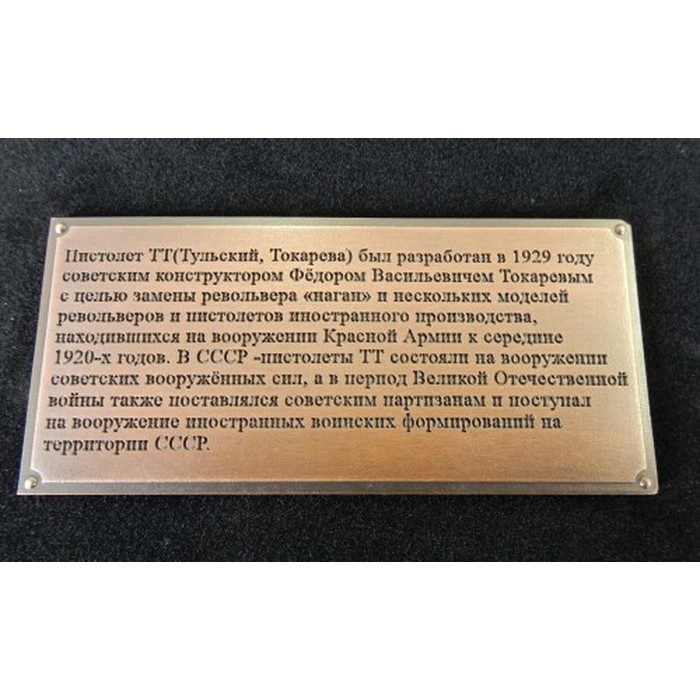 Пистолет ТТ(Тульский, Токарева) был разработан в 1929 году
советским конструктором Фёдором Васильевичем Токаревым
с целью замены револьвера «наган» и нескольких моделей
револьверов и пистолетов иностранного производства,
находившихся на вооружении Красной Армии к середине
1920-х годов. В СССР -пистолеты ТТ состояли на вооружении
советских вооружённых сил, а в период Великой Отечественной
войны также поставлялся советским партизанам и поступал
на вооружение иностранных воинских формирований на
территории СССР.